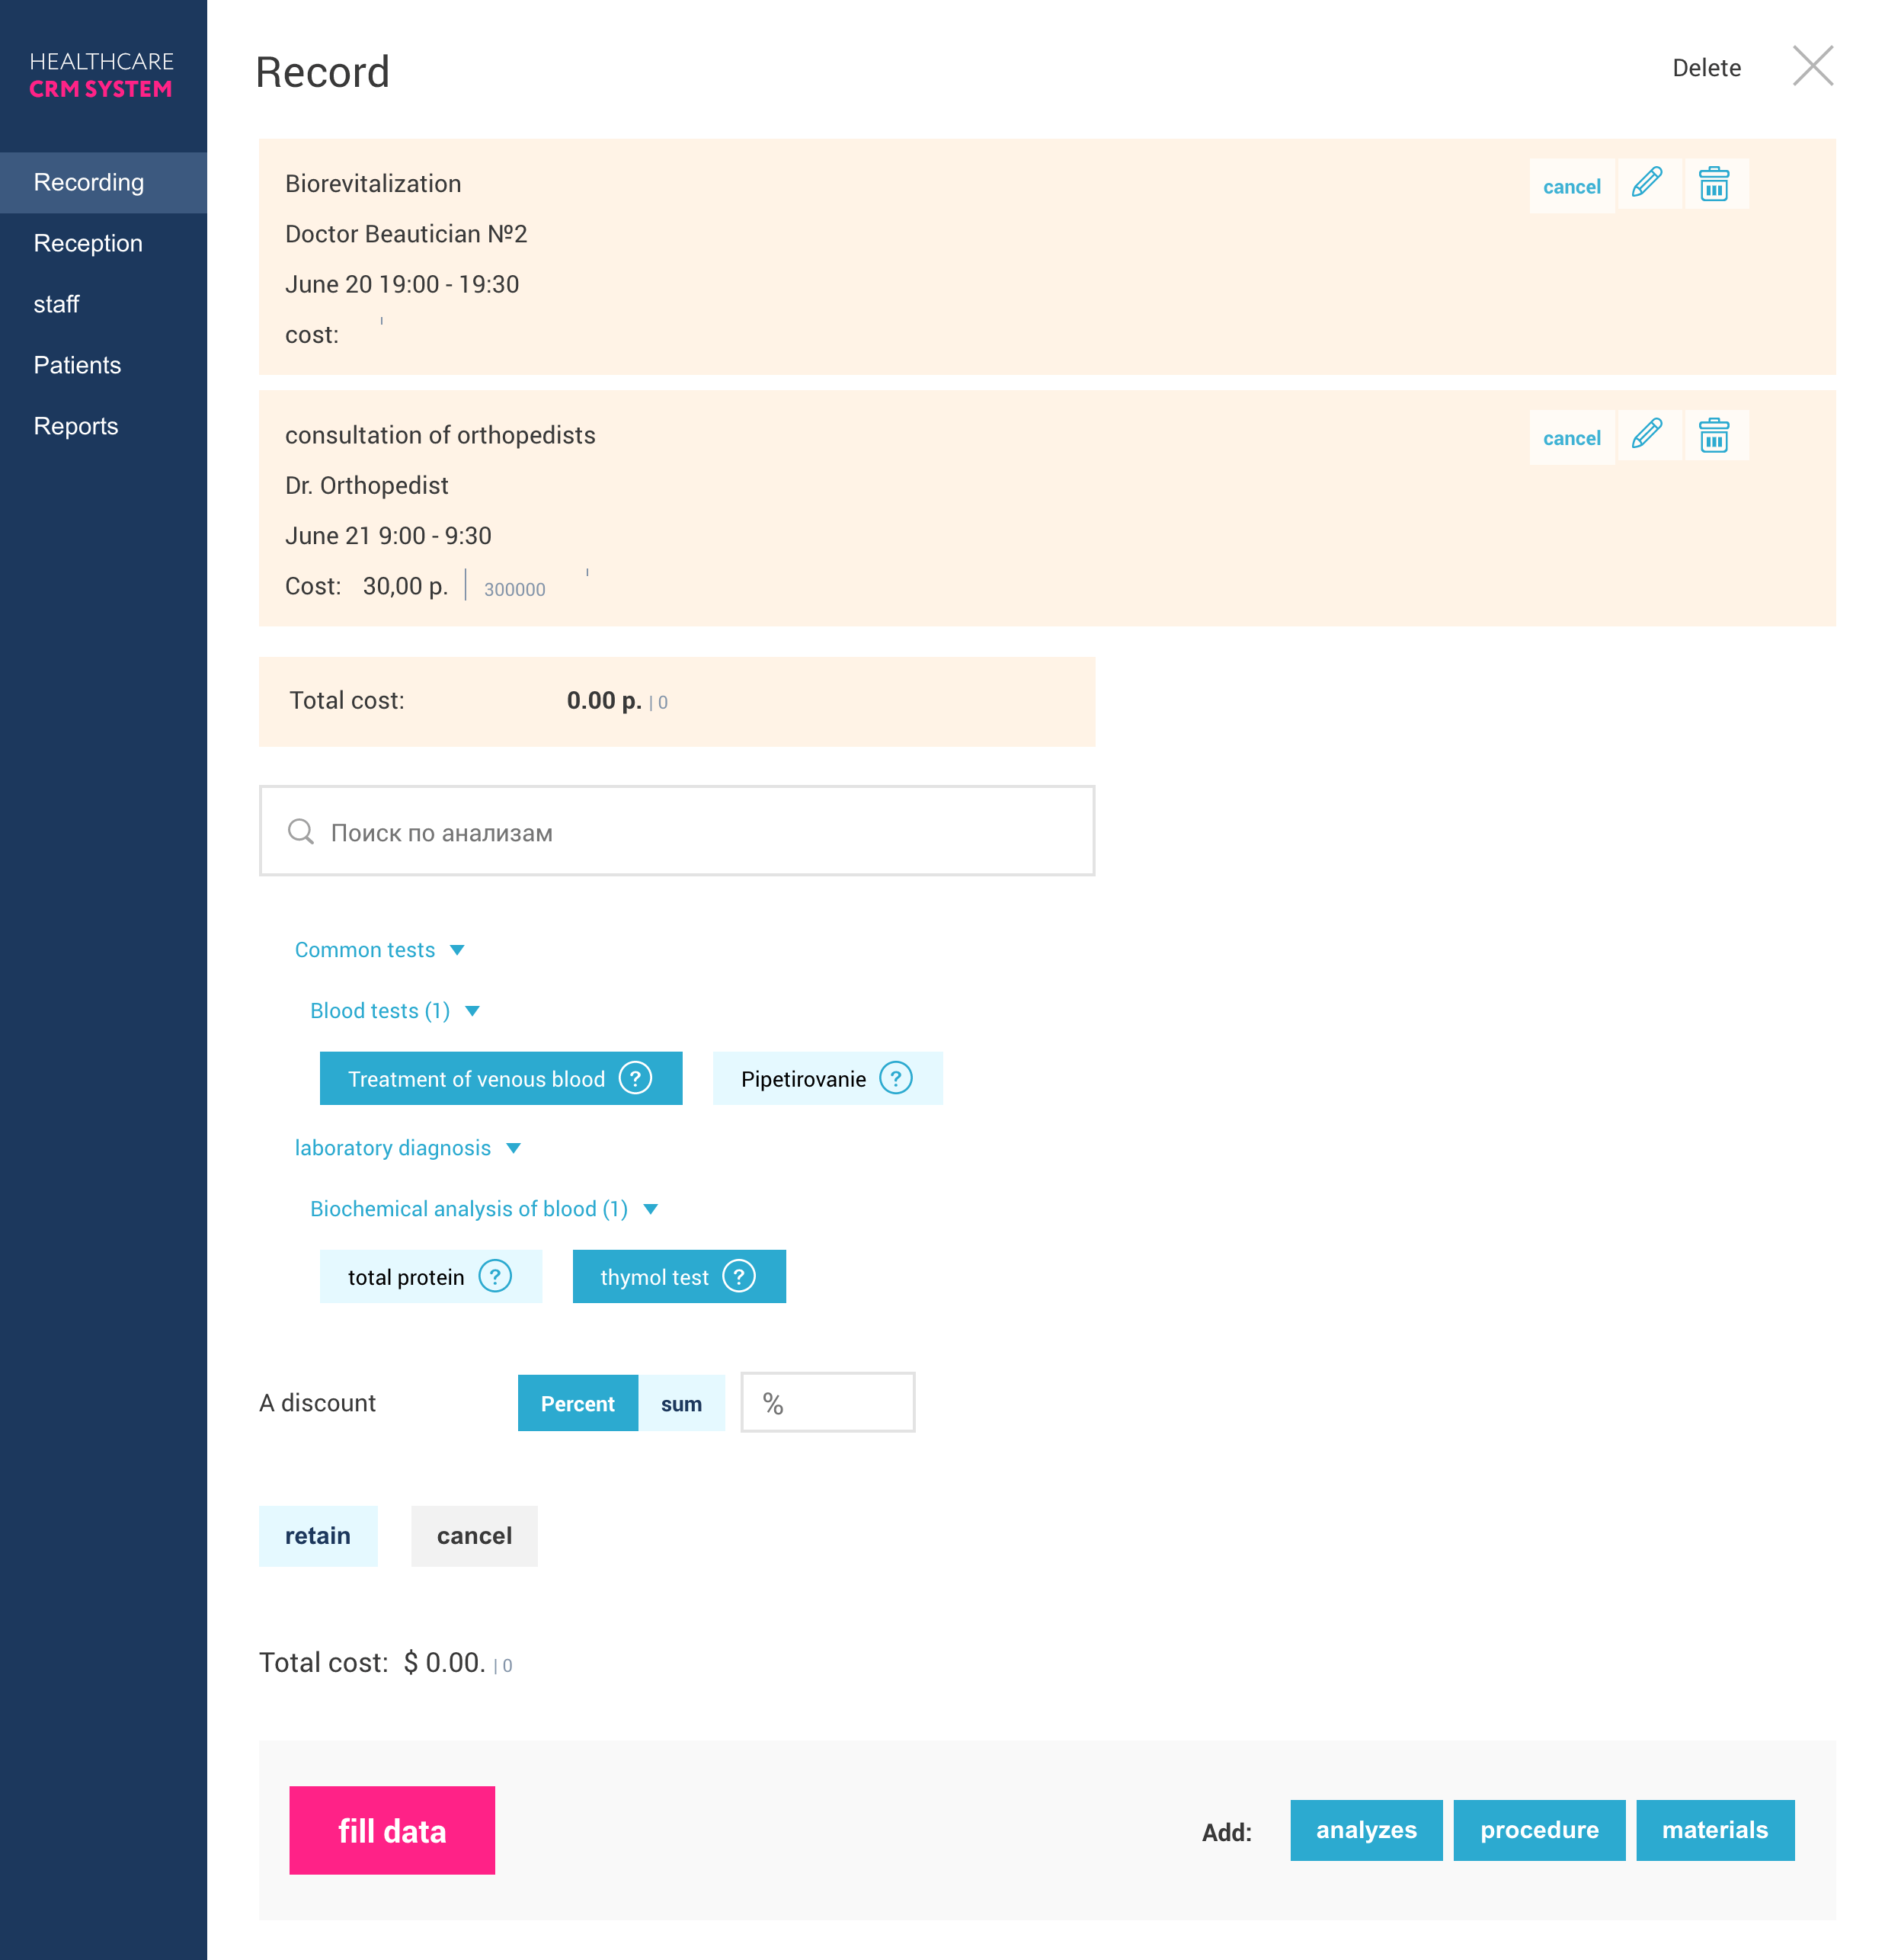 HEALTHCARE
CRM SYSTEM
Recording
Reception
staff
Patients
Reports
Record
Delete
Biorevitalization
cancel
Doctor Beautician №2
June 20 19:00 - 19:30
cost:
consultation of orthopedists
cancel
Dr. Orthopedist
June 21 9:00 - 9:30
Cost: 30,00 р. | 300000
Total cost: 0.00 р. | 0
Поиск по анализам
Common tests
Blood tests (1)
Treatment of venous blood ? Pipetirovanie ?
laboratory diagnosis
Biochemical analysis of blood (1)
total protein ? thymol test ?
A discount Percent sum %
retain cancel
Total cost: $ 0.00. | 0
fill data Add: analyzes procedure materials